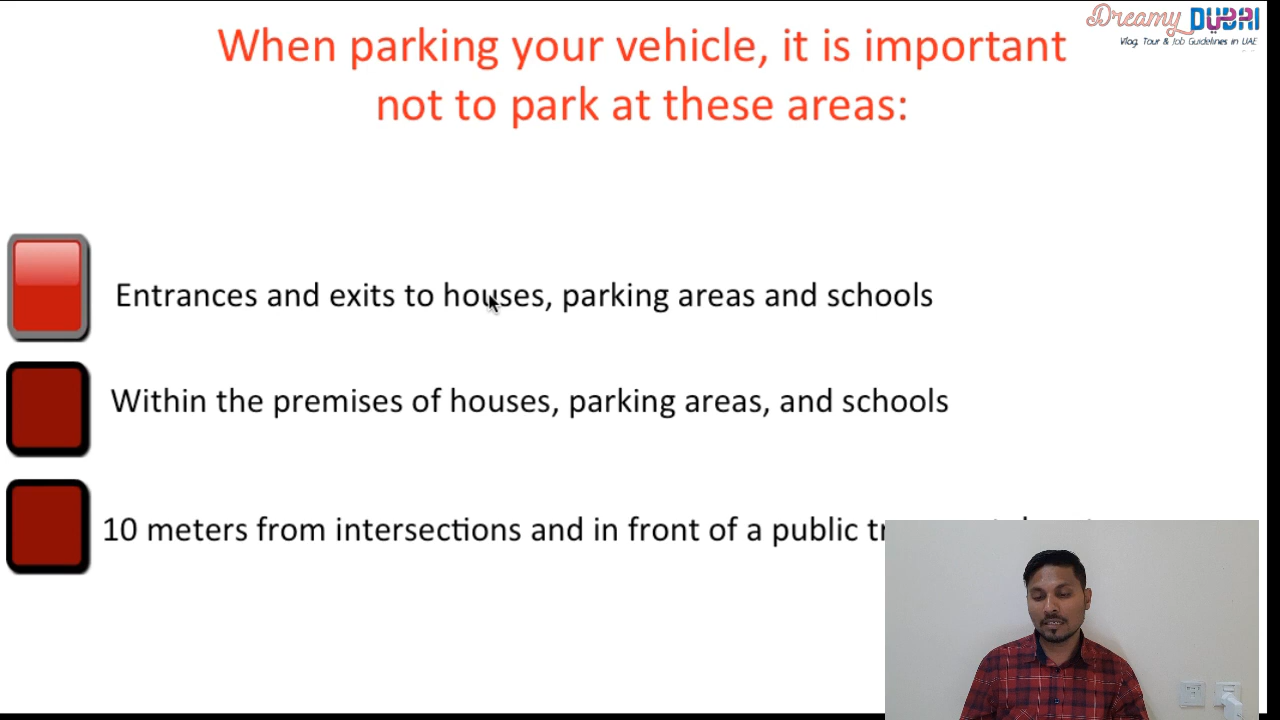 Dreamy DUBAI
Vlog, Tour & Job Guidelines in UAE
When parking your vehicle, it is important
not to park at these areas:
Entrances and exits to houses, parking areas and schools
Within the premises of houses, parking areas, and schools
10 meters from intersections and in front of a public